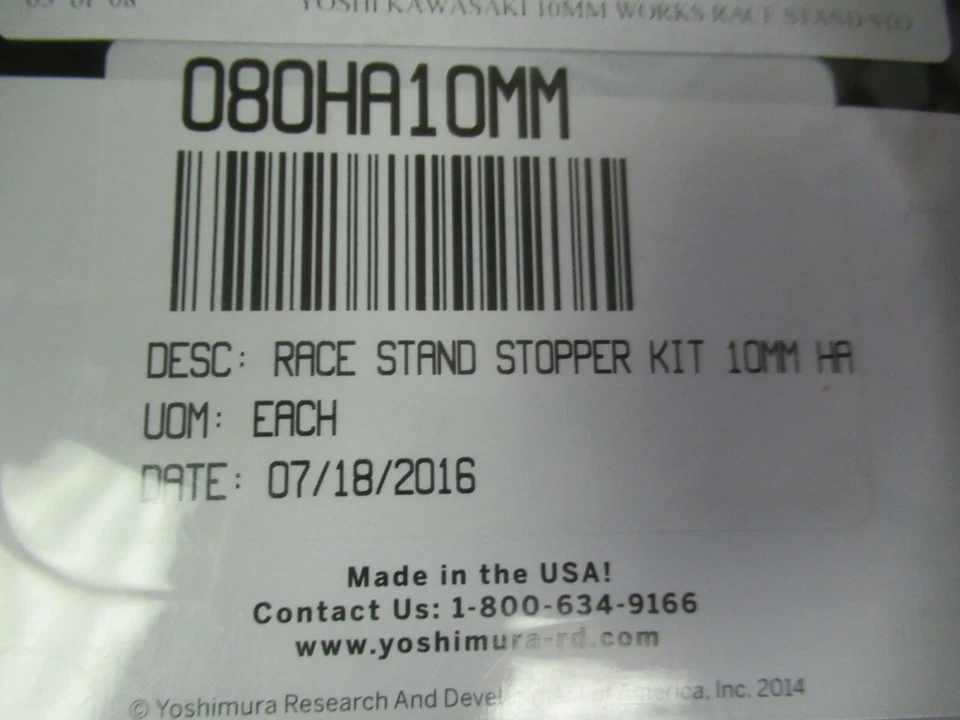 YOSHI KAWASAKI 10MM WORKS RACE STAND
080HA10MM
DESC: RACE STAND STOPPER KIT 10MM HA
UOM: EACH
DATE: 07/18/2016
Made in the USA!
Contact Us: 1-800-634-9166
www.yoshimura-rd.com
© Yoshimura Research And Development of America, Inc. 2014